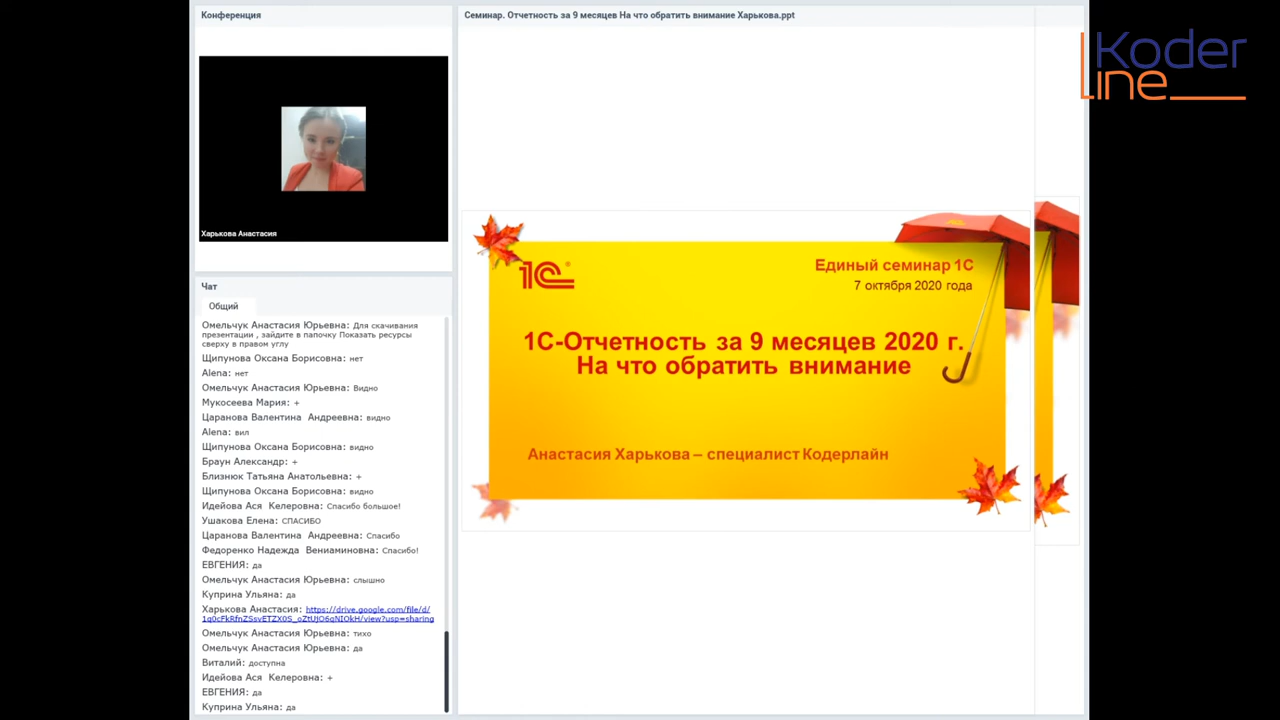 Конференция
Харькова Анастасия
Чат
Общий
Омельчук Анастасия Юрьевна: Для скачивания
презентации , зайдите в папочку Показать ресурсы
сверху в правом углу
Щипунова Оксана Борисовна: нет
Alena: нет
Омельчук Анастасия Юрьевна: Видно
Мукосеева Мария: +
Царанова Валентина Андреевна: видно
Alena: вил
Щипунова Оксана Борисовна: видно
Браун Александр: +
Близнюк Татьяна Анатольевна: +
Щипунова Оксана Борисовна: видно
Идейова Ася Келеровна: Спасибо большое!
Ушакова Елена: СПАСИБО
Царанова Валентина Андреевна: Спасибо
Федоренко Надежда Вениаминовна: Спасибо!
ЕВГЕНИЯ: да
Омельчук Анастасия Юрьевна: слышно
Куприна Ульяна: да
Харькова Анастасия: https://drive.google.com/file/d/
1q0cFkRfnZSsvETZX0S_oZtUJO6qNIOkH/view?usp=sharing
Омельчук Анастасия Юрьевна: тихо
Омельчук Анастасия Юрьевна: да
Виталий: доступна
Идейова Ася Келеровна: +
ЕВГЕНИЯ: да
Куприна Ульяна: да
Семинар. Отчетность за 9 месяцев На что обратить внимание Харькова.ppt
Koder
line
1С
Единый семинар 1С
7 октября 2020 года
1С-Отчетность за 9 месяцев 2020 г.
На что обратить внимание
Анастасия Харькова – специалист Кодерлайн